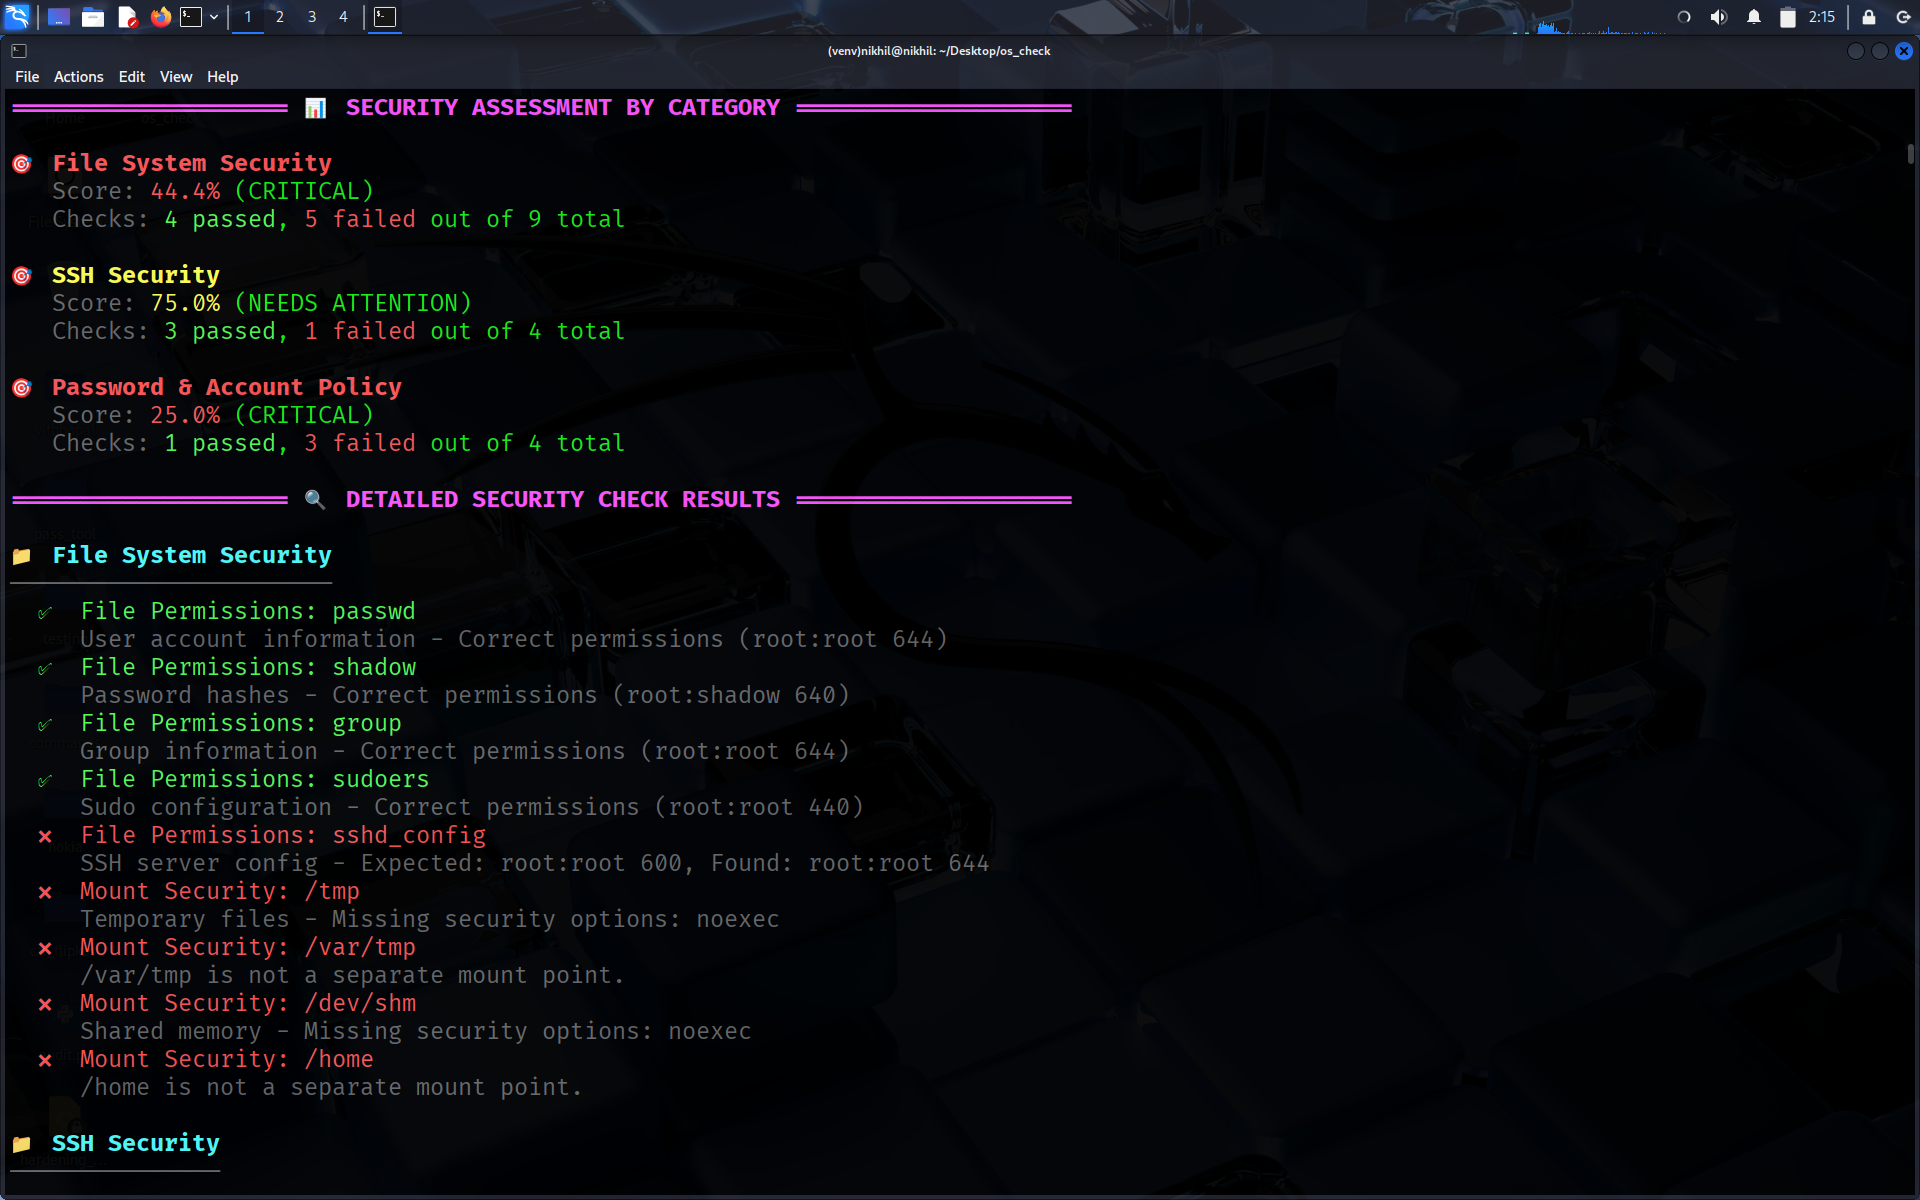 1 2 3 4 2:15
(venv)nikhil@nikhil: ~/Desktop/os_check
File Actions Edit View Help
SECURITY ASSESSMENT BY CATEGORY
File System Security
Score: 44.4% (CRITICAL)
Checks: 4 passed, 5 failed out of 9 total
SSH Security
Score: 75.0% (NEEDS ATTENTION)
Checks: 3 passed, 1 failed out of 4 total
Password & Account Policy
Score: 25.0% (CRITICAL)
Checks: 1 passed, 3 failed out of 4 total
DETAILED SECURITY CHECK RESULTS
File System Security
✓ File Permissions: passwd
User account information - Correct permissions (root:root 644)
✓ File Permissions: shadow
Password hashes - Correct permissions (root:shadow 640)
✓ File Permissions: group
Group information - Correct permissions (root:root 644)
✓ File Permissions: sudoers
Sudo configuration - Correct permissions (root:root 440)
✗ File Permissions: sshd_config
SSH server config - Expected: root:root 600, Found: root:root 644
✗ Mount Security: /tmp
Temporary files - Missing security options: noexec
✗ Mount Security: /var/tmp
/var/tmp is not a separate mount point.
✗ Mount Security: /dev/shm
Shared memory - Missing security options: noexec
✗ Mount Security: /home
/home is not a separate mount point.
SSH Security